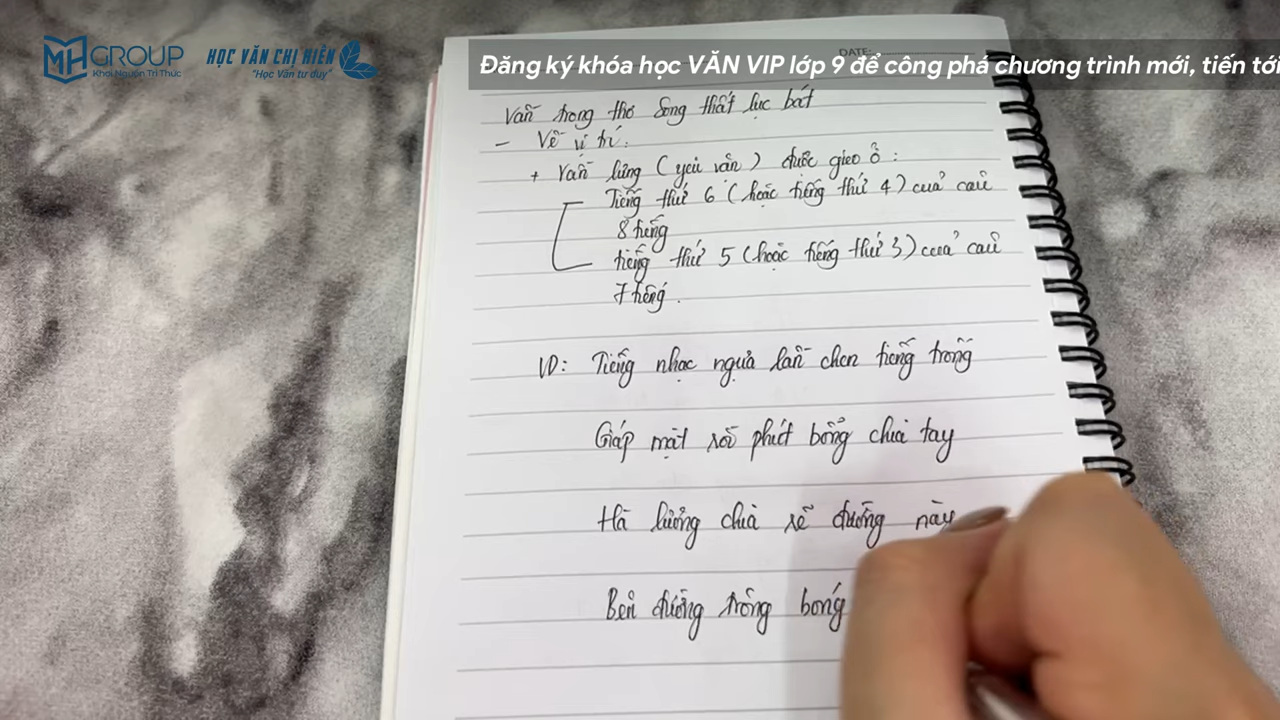 MH GROUP
Khơi Nguồn Tri Thức
HỌC VĂN CHỊ HIÊN
"Học Văn tư duy"
DATE:
Đăng ký khóa học VĂN VIP lớp 9 để công phá chương trình mới, tiến tới
Vần trong thơ song thất lục bát
- Về vị trí:
+ Vần lưng (yêu vần) được gieo ở:
Tiếng thứ 6 (hoặc tiếng thứ 4) của câu
8 tiếng
tiếng thứ 5 (hoặc tiếng thứ 3) của câu
7 tiếng.
VD: Tiếng nhạc ngựa lần chen tiếng trống
Giáp mặt rồi phút bỗng chia tay
Hà lương chia rẽ đường này
Bên đường trông bóng